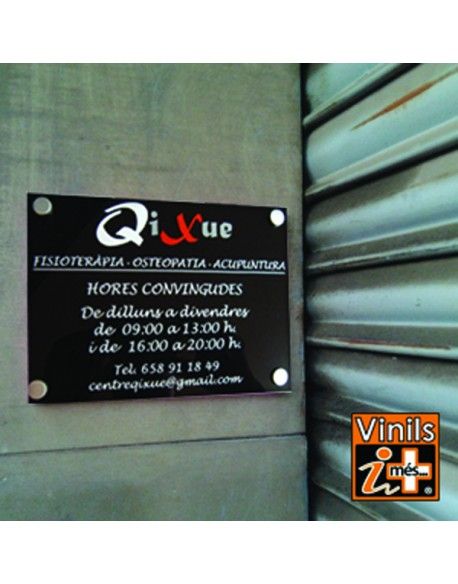 QiXue
FISIOTERÀPIA - OSTEOPATIA - ACUPUNTURA
HORES CONVINGUDES
De dilluns a divendres
de 09:00 a 13:00 h.
i de 16:00 a 20:00 h.
Tel. 658 91 18 49
centreqixue@gmail.com
Vinils
i més...
®